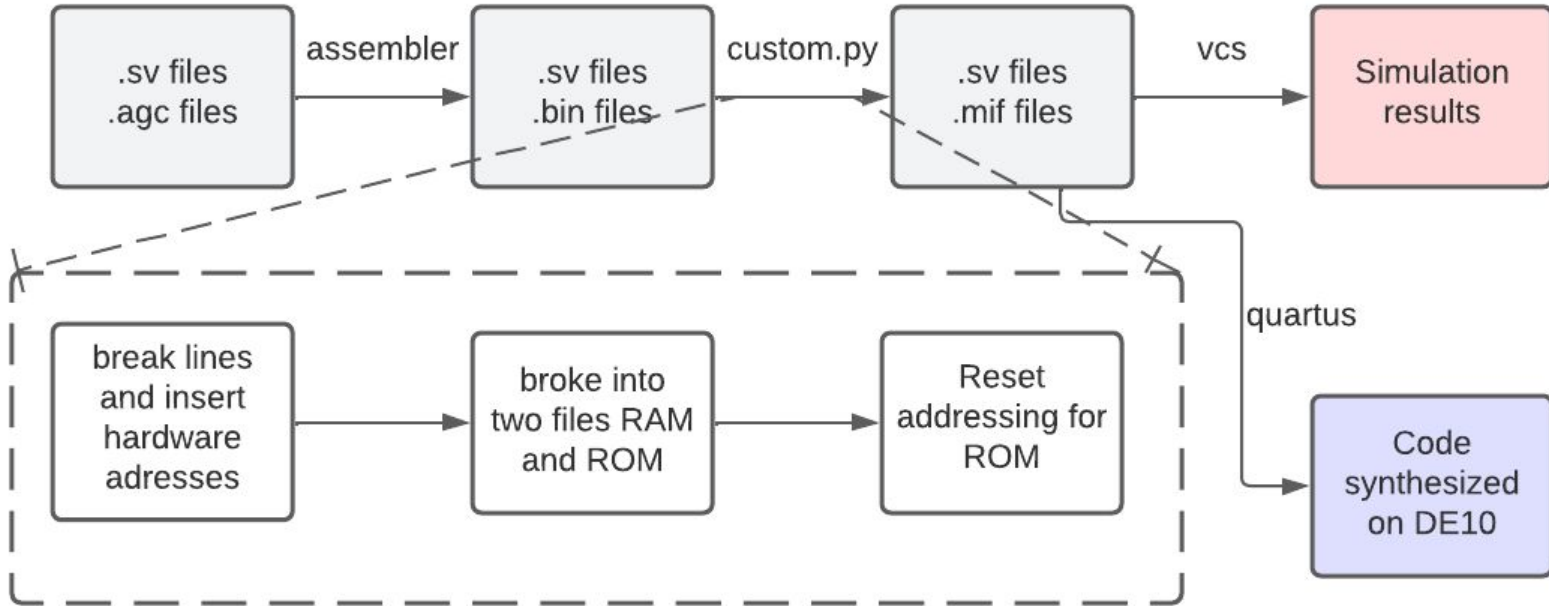 .sv files
.agc files
assembler
.sv files
.bin files
custom.py
.sv files
.mif files
vcs
Simulation
results
quartus
break lines
and insert
hardware
adresses
broke into
two files RAM
and ROM
Reset
addressing for
ROM
Code
synthesized
on DE10